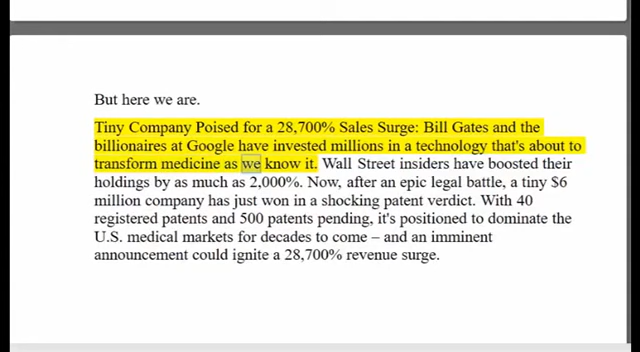 But here we are.
Tiny Company Poised for a 28,700% Sales Surge: Bill Gates and the
billionaires at Google have invested millions in a technology that's about to
transform medicine as we know it. Wall Street insiders have boosted their
holdings by as much as 2,000%. Now, after an epic legal battle, a tiny $6
million company has just won in a shocking patent verdict. With 40
registered patents and 500 patents pending, it's positioned to dominate the
U.S. medical markets for decades to come – and an imminent
announcement could ignite a 28,700% revenue surge.